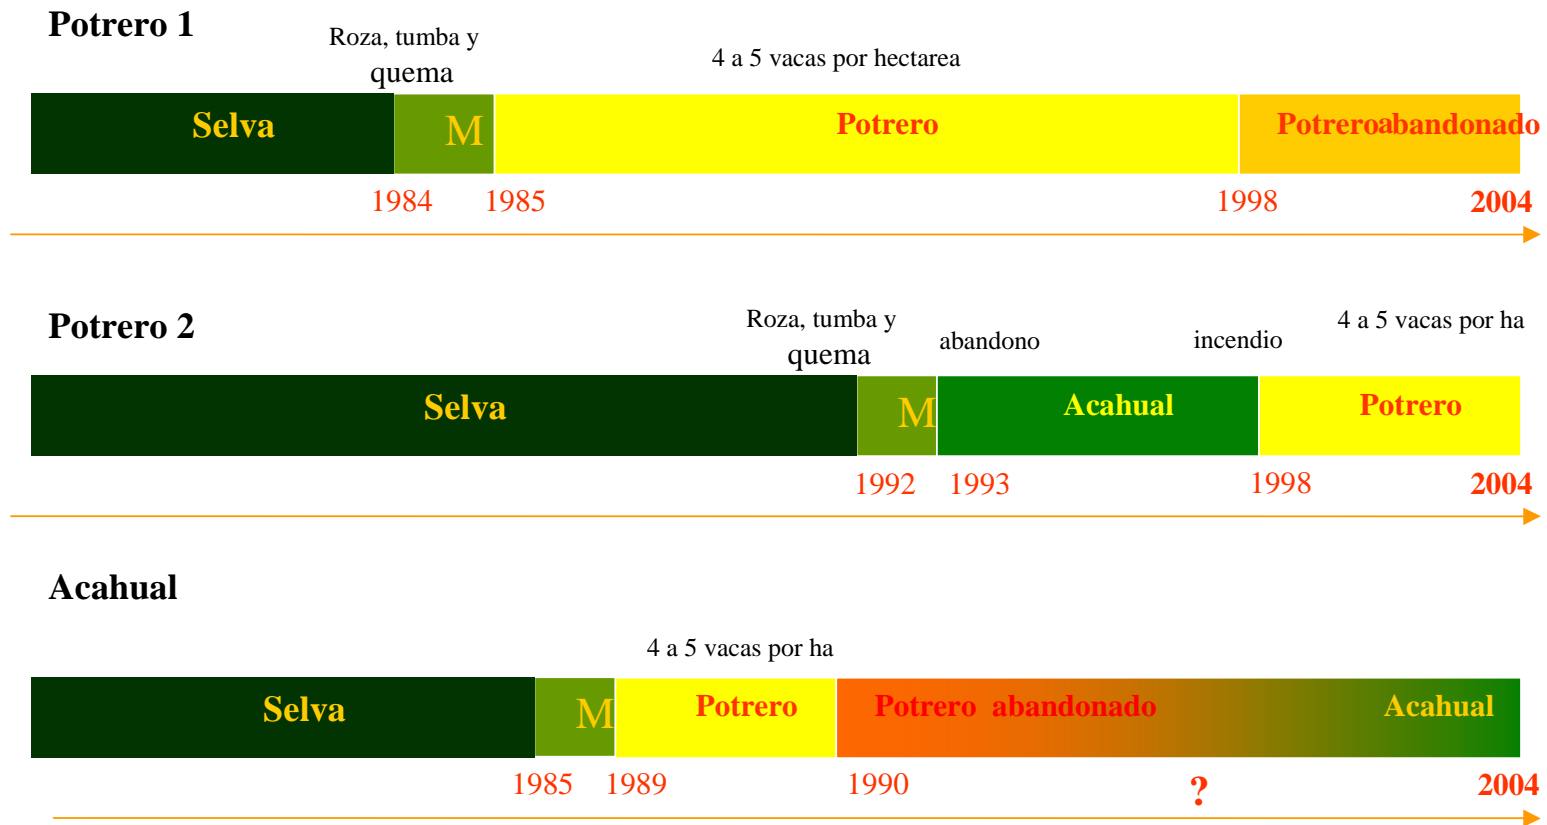 Potrero 1
Roza, tumba y
quema
4 a 5 vacas por hectarea
Selva
M
Potrero
Potreroabandonado
1984
1985
1998
2004
Potrero 2
Roza, tumba y
quema
abandono
incendio
4 a 5 vacas por ha
Selva
M
Acahual
Potrero
1992
1993
1998
2004
Acahual
4 a 5 vacas por ha
Selva
M
Potrero
Potrero abandonado
Acahual
1985
1989
1990
?
2004